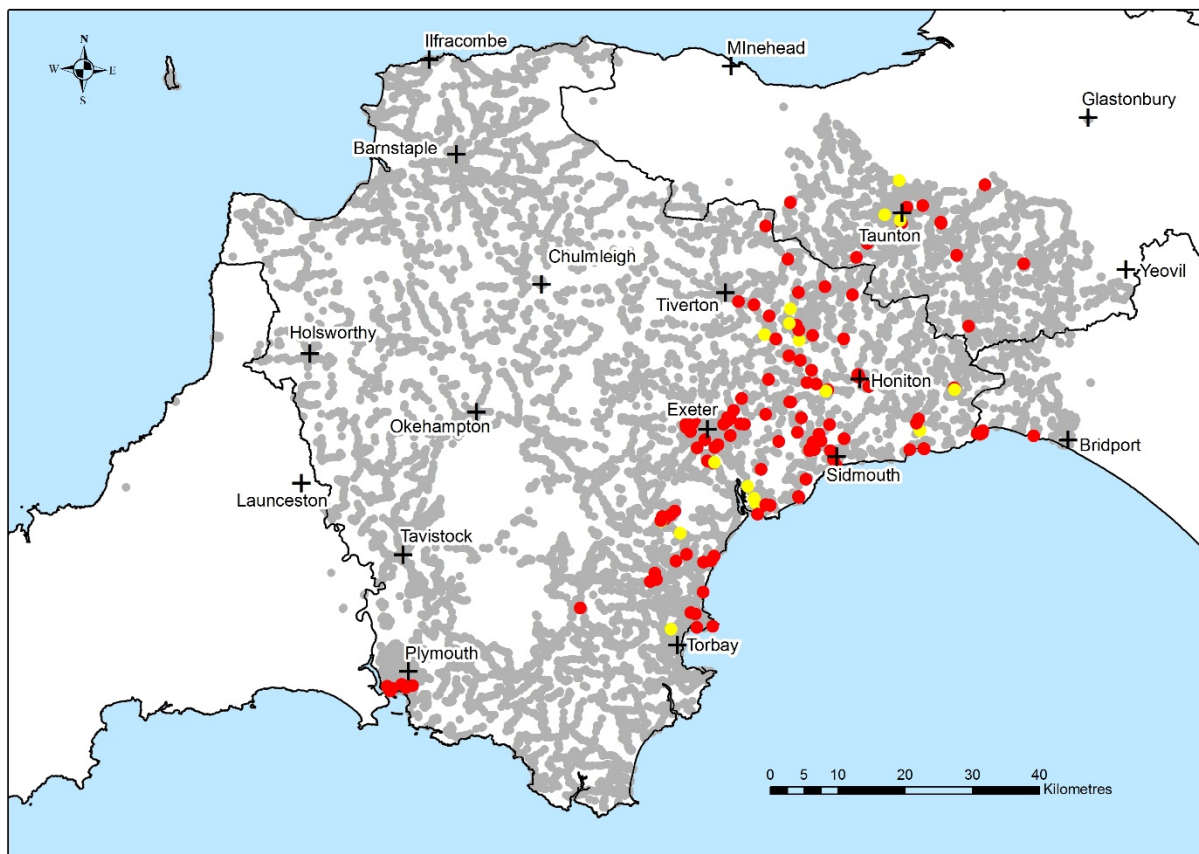 Ilfracombe
MInehead
N
W
E
S
Glastonbury
Barnstaple
Taunton
Chulmleigh
Yeovil
Tiverton
Holsworthy
Honiton
Okehampton
Exeter
Bridport
Sidmouth
Launceston
Tavistock
Torbay
Plymouth
0 5 10 20 30 40
Kilometres